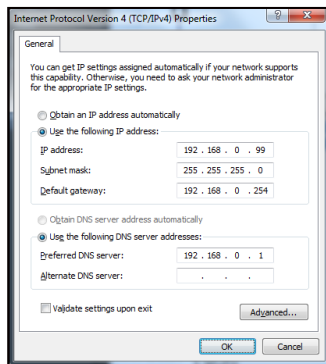 Internet Protocol Version 4 (TCP/IPv4) Properties
General
You can get IP settings assigned automatically if your network supports
this capability. Otherwise, you need to ask your network administrator
for the appropriate IP settings.
Obtain an IP address automatically
Use the following IP address:
IP address: 192 . 168 . 0 . 99
Subnet mask: 255 . 255 . 255 . 0
Default gateway: 192 . 168 . 0 . 254
Obtain DNS server address automatically
Use the following DNS server addresses:
Preferred DNS server: 192 . 168 . 0 . 1
Alternate DNS server: . . .
Validate settings upon exit
Advanced...
OK Cancel